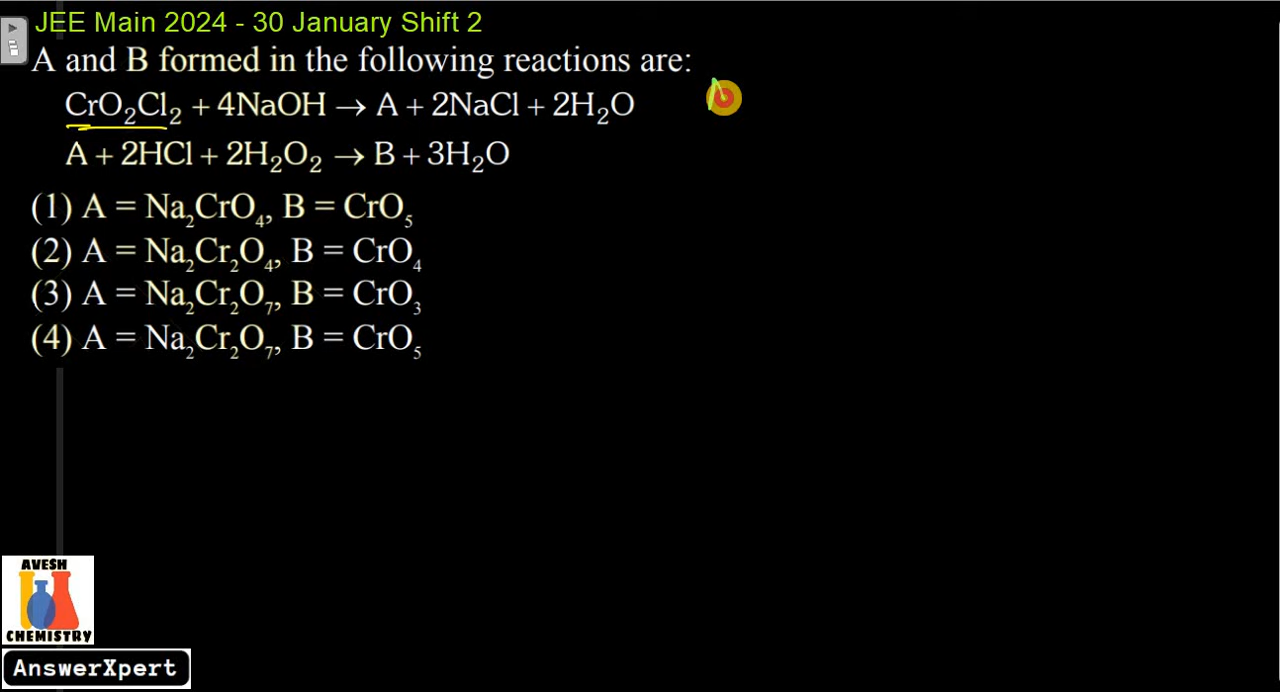 JEE Main 2024 - 30 January Shift 2
A and B formed in the following reactions are:
CrO₂Cl₂ + 4NaOH → A + 2NaCl + 2H₂O
A + 2HCl + 2H₂O₂ → B + 3H₂O
(1) A = Na₂CrO₄, B = CrO₅
(2) A = Na₂Cr₂O₄, B = CrO₄
(3) A = Na₂Cr₂O₇, B = CrO₃
(4) A = Na₂Cr₂O₇, B = CrO₅
AVESH
CHEMISTRY
AnswerXpert